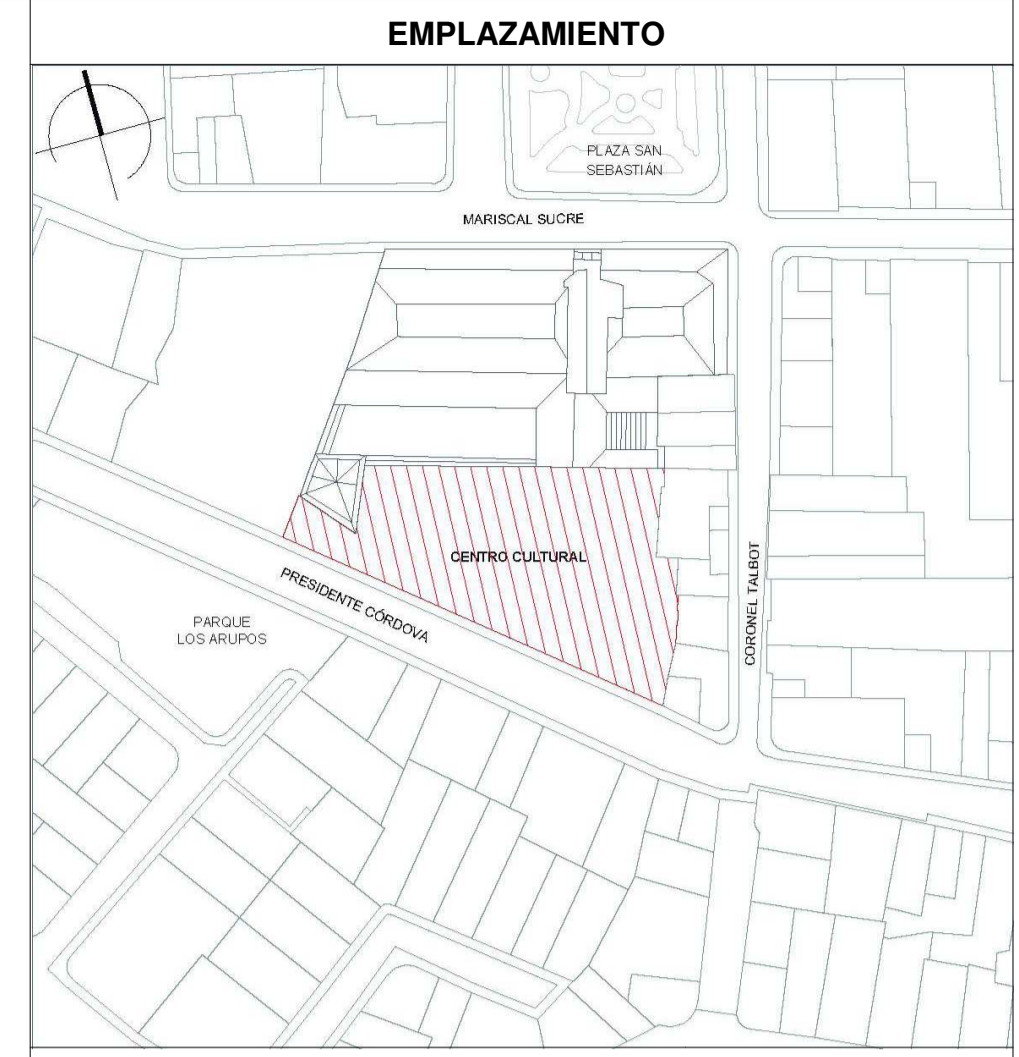 EMPLAZAMIENTO
PLAZA SAN
SEBASTIÁN
MARISCAL SUCRE
CENTRO CULTURAL
CORONEL TALBOT
PRESIDENTE CÓRDOVA
PARQUE
LOS ARUPOS